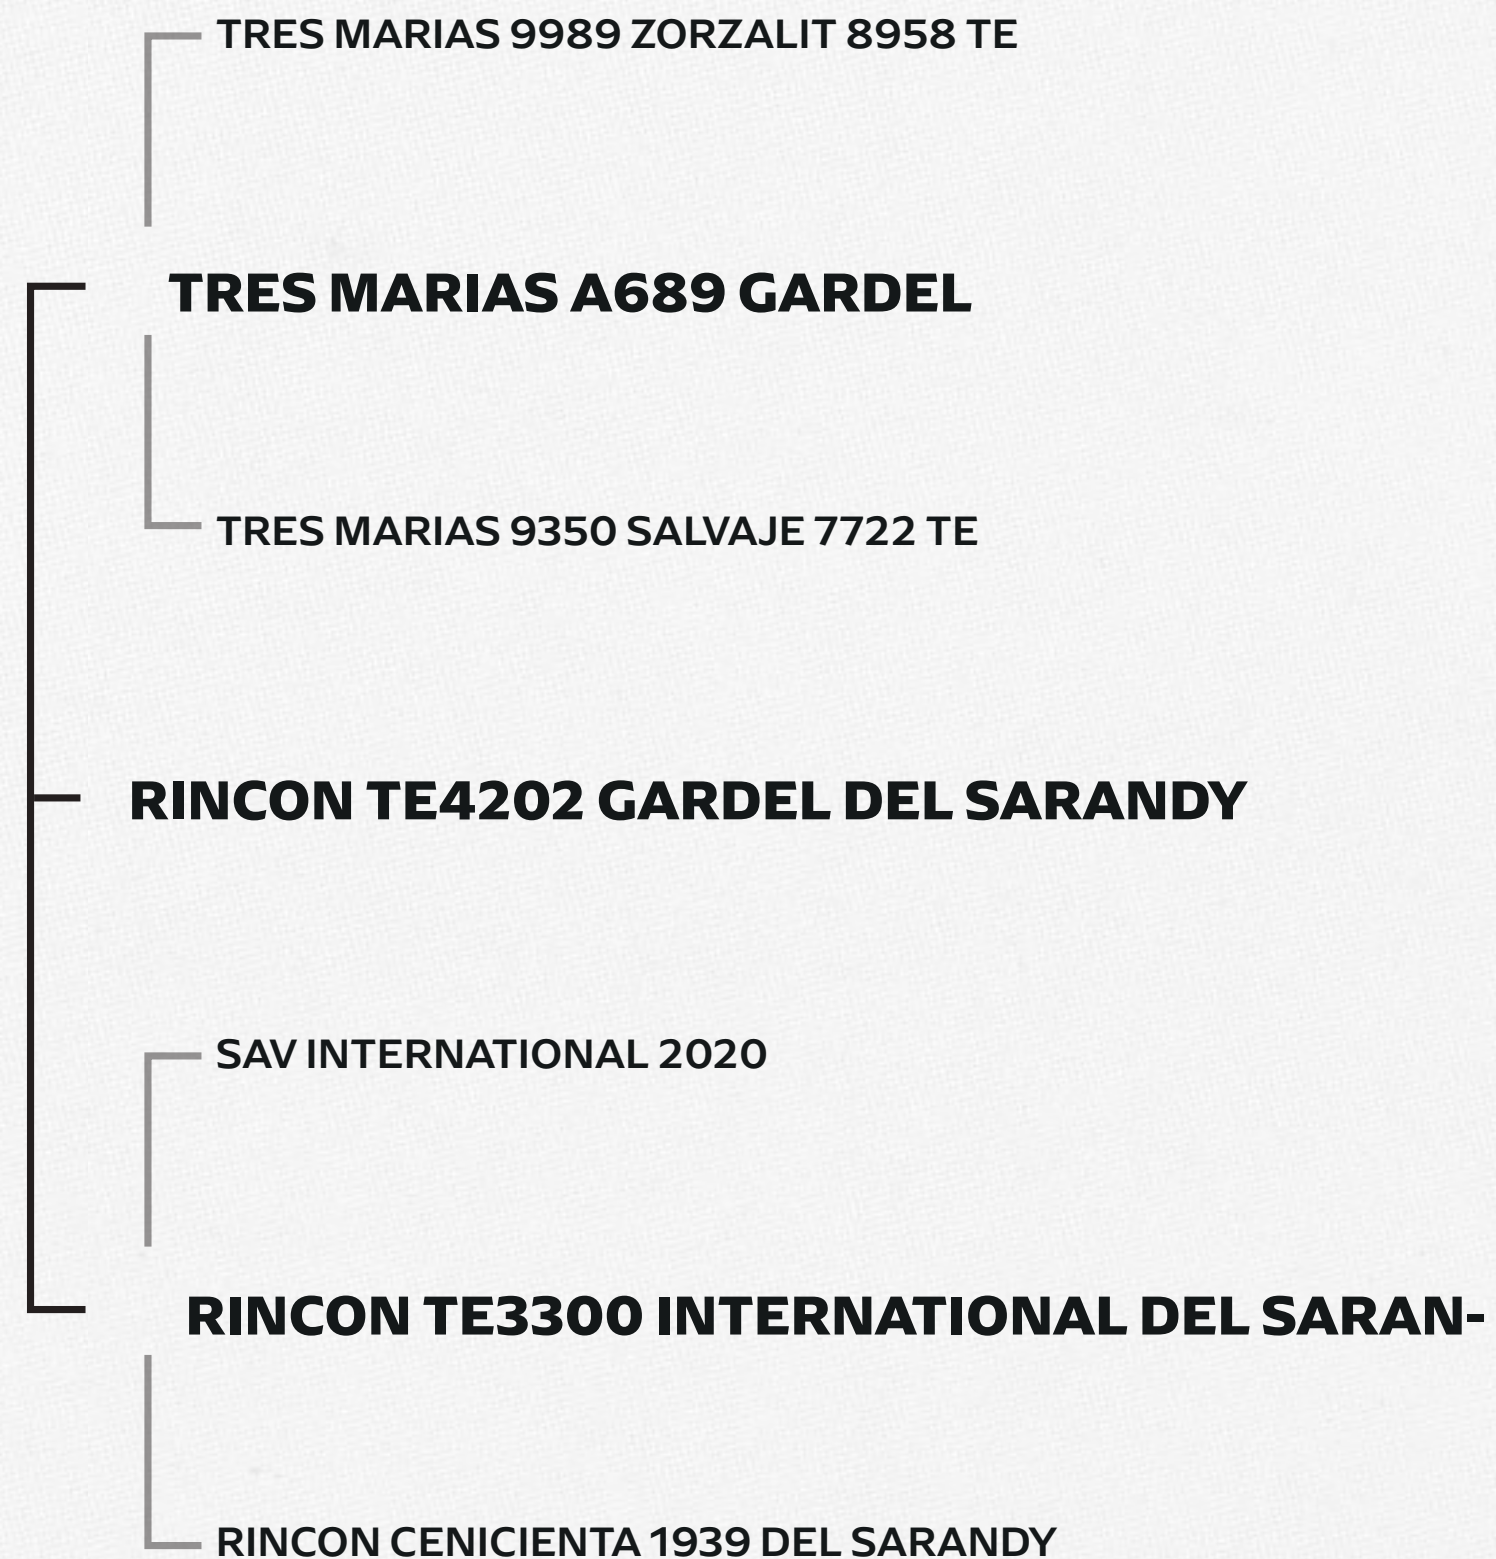 TRES MARIAS 9989 ZORZALIT 8958 TE
TRES MARIAS A689 GARDEL
TRES MARIAS 9350 SALVAJE 7722 TE
RINCON TE4202 GARDEL DEL SARANDY
SAV INTERNATIONAL 2020
RINCON TE3300 INTERNATIONAL DEL SARAN-
RINCON CENICIENTA 1939 DEL SARANDY